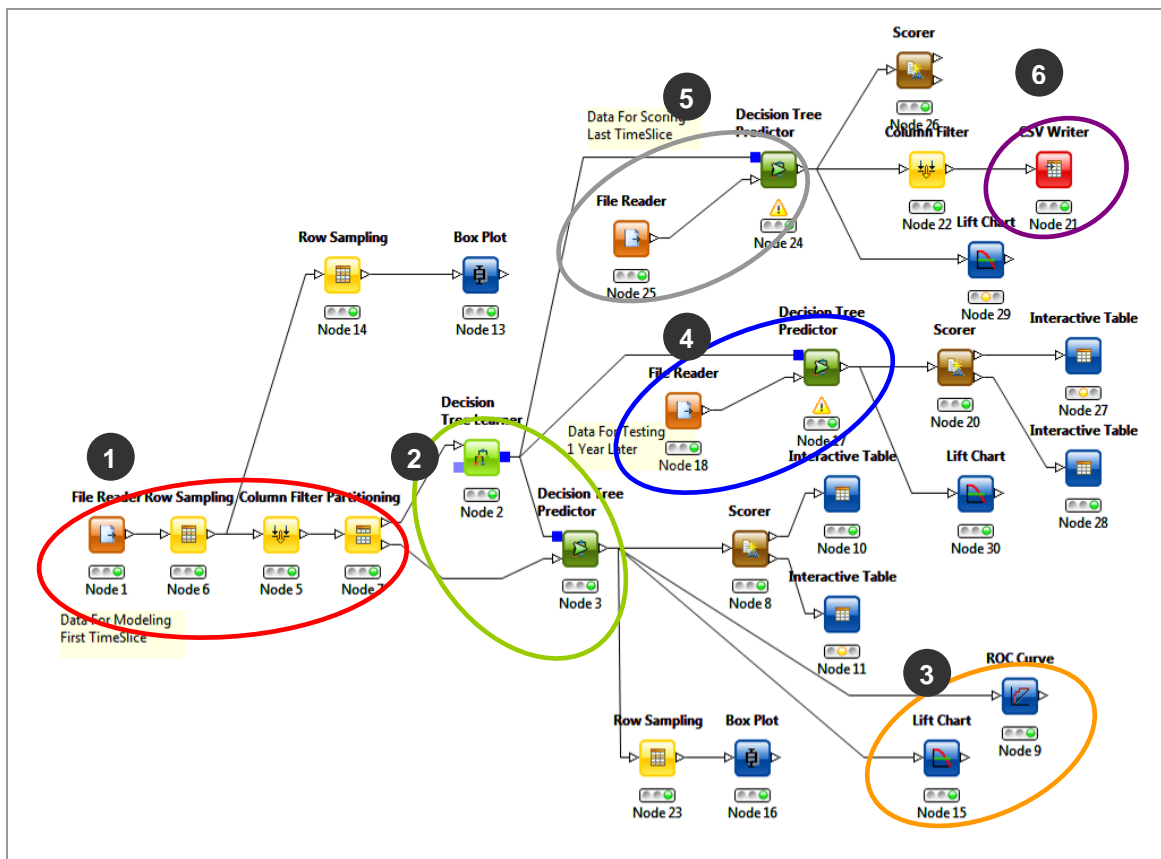 Scorer
6
5
Data For Scoring
Last TimeSlice
Decision Tree
Predictor
Node 26
Column Filter
CSV Writer
File Reader
Node 24
Node 22
Node 21
Lift Chart
Row Sampling
Box Plot
Node 25
Node 14
Node 13
Node 29
4
Decision Tree
Predictor
Scorer
Interactive Table
File Reader
Node 27
Decision
Tree Learner
Data For Testing
1 Year Later
Node 17
Node 20
Interactive Table
Node 18
1
2
Interactive Table
Lift Chart
File Reader
Row Sampling
Column Filter
Partitioning
Node 2
Decision Tree
Predictor
Scorer
Node 28
Node 10
Node 30
Node 1
Node 6
Node 5
Node 7
Node 3
Node 8
Interactive Table
Data For Modeling
First TimeSlice
Node 11
3
ROC Curve
Row Sampling
Box Plot
Lift Chart
Node 9
Node 23
Node 16
Node 15